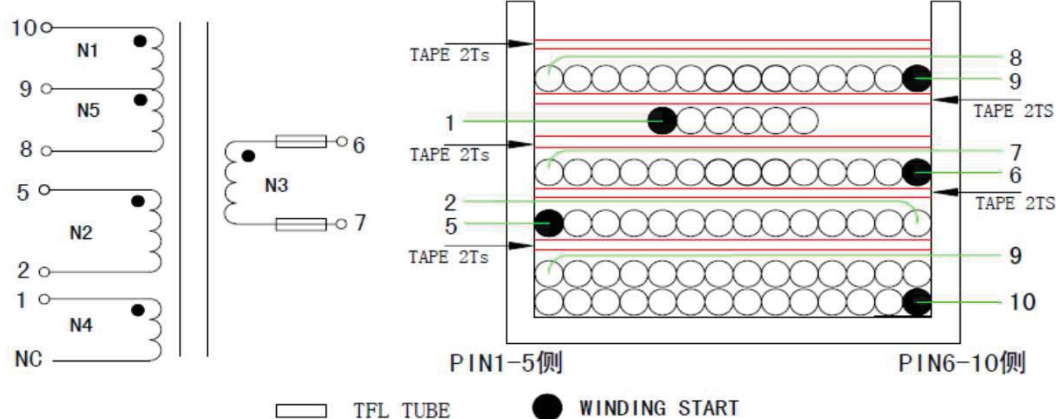 10
N1
9
N5
8
5
N2
2
1
N4
NC
6
N3
7
TAPE 2Ts
8
9
TAPE 2TS
1
TAPE 2Ts
7
6
2
TAPE 2TS
5
TAPE 2Ts
9
10
PIN1-5侧 PIN6-10侧
TFL TUBE WINDING START